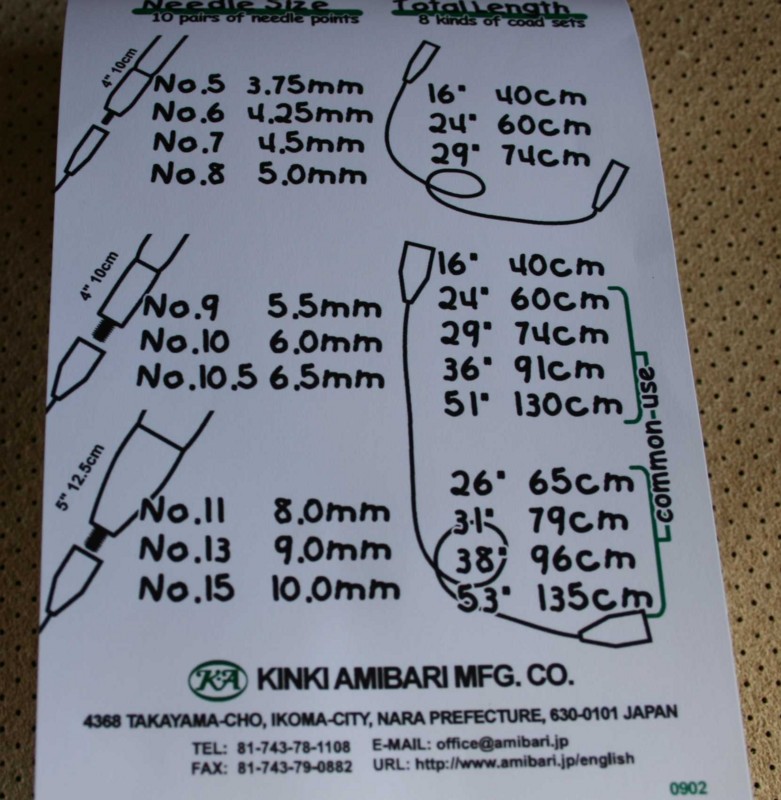 Needle Size
10 pairs of needle points
Total Length
8 kinds of coad sets
4" 10cm
No.5 3.75mm
No.6 4.25mm
No.7 4.5mm
No.8 5.0mm
16" 40cm
24" 60cm
29" 74cm
4" 10cm
No.9 5.5mm
No.10 6.0mm
No.10.5 6.5mm
16" 40cm
24" 60cm
29" 74cm
36" 91cm
51" 130cm
common-use
5" 12.5cm
No.11 8.0mm
No.13 9.0mm
No.15 10.0mm
26" 65cm
31" 79cm
38" 96cm
53" 135cm
KA KINKI AMIBARI MFG. CO.
4368 TAKAYAMA-CHO, IKOMA-CITY, NARA PREFECTURE, 630-0101 JAPAN
TEL: 81-743-78-1108 E-MAIL: office@amibari.jp
FAX: 81-743-79-0882 URL: http://www.amibari.jp/english
0902